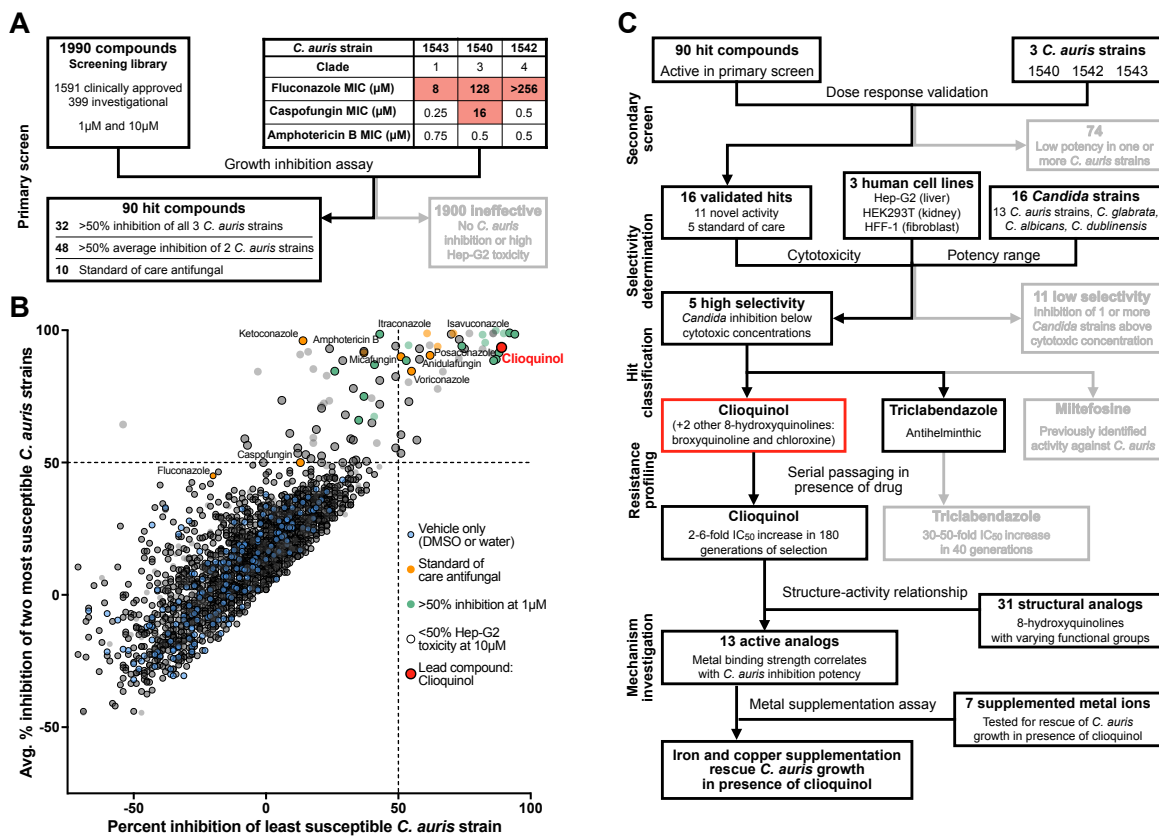 A
1990 compounds
Screening library
1591 clinically approved
399 investigational
1µM and 10µM
C. auris strain 1543 1540 1542
Clade 1 3 4
Fluconazole MIC (µM) 8 128 >256
Caspofungin MIC (µM) 0.25 16 0.5
Amphotericin B MIC (µM) 0.75 0.5 0.5
Primary screen
Growth inhibition assay
90 hit compounds
32 >50% inhibition of all 3 C. auris strains
48 >50% average inhibition of 2 C. auris strains
10 Standard of care antifungal
1900 ineffective
No C. auris
inhibition or high
Hep-G2 toxicity
B
Avg. % inhibition of two most susceptible C. auris strains
100
50
0
-50
-50 0 50 100
Percent inhibition of least susceptible C. auris strain
Ketoconazole
Amphotericin B
Itraconazole
Isavuconazole
Micafungin
Posaconazole
Anidulafungin
Clioquinol
Voriconazole
Caspofungin
Fluconazole
Vehicle only
(DMSO or water)
Standard of
care antifungal
>50% inhibition at 1µM
<50% Hep-G2
toxicity at 10µM
Lead compound:
Clioquinol
C
90 hit compounds
Active in primary screen
3 C. auris strains
1540 1542 1543
Secondary
screen
Dose response validation
74
Low potency in one or
more C. auris strains
16 validated hits
11 novel activity
5 standard of care
3 human cell lines
Hep-G2 (liver)
HEK293T (kidney)
HFF-1 (fibroblast)
16 Candida strains
13 C. auris strains, C. glabrata,
C. albicans, C. dublinensis
Selectivity
determination
Cytotoxicity
Potency range
5 high selectivity
Candida inhibition below
cytotoxic concentrations
11 low selectivity
Inhibition of 1 or more
Candida strains above
cytotoxic concentration
Hit
classification
Clioquinol
(+2 other 8-hydroxyquinolines:
broxyquinoline and chloroxine)
Triclabendazole
Antihelminthic
Miltefosine
Previously identified
activity against C. auris
Resistance
profiling
Serial passaging in
presence of drug
Clioquinol
2-6-fold IC50 increase in 180
generations of selection
Triclabendazole
30-50-fold IC50 increase
in 40 generations
Mechanism
investigation
Structure-activity relationship
31 structural analogs
8-hydroxyquinolines
with varying functional groups
13 active analogs
Metal binding strength correlates
with C. auris inhibition potency
Metal supplementation assay
7 supplemented metal ions
Tested for rescue of C. auris
growth in presence of clioquinol
Iron and copper supplementation
rescue C. auris growth
in presence of clioquinol